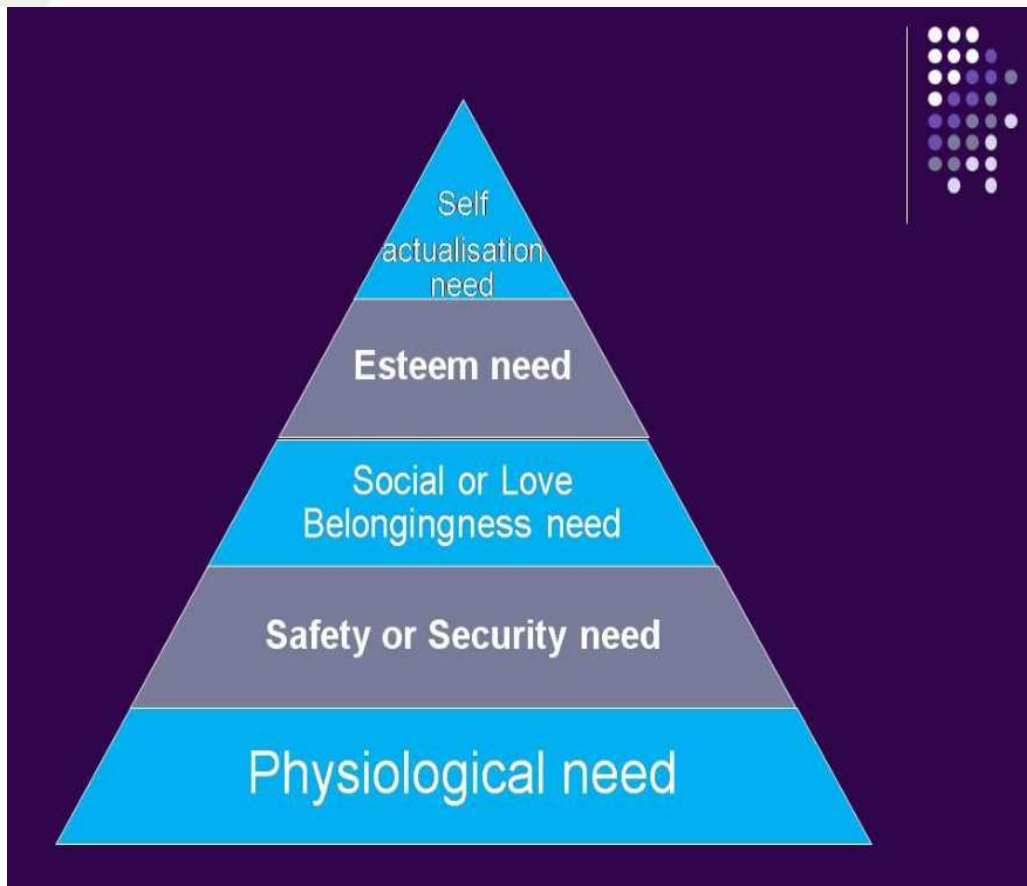 Self
actualisation
need
Esteem need
Social or Love
Belongingness need
Safety or Security need
Physiological need